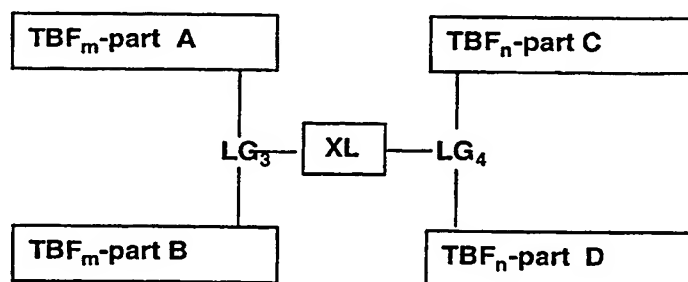 TBFₘ-part A
TBFₙ-part C
LG₃ XL LG₄
TBFₘ-part B
TBFₙ-part D